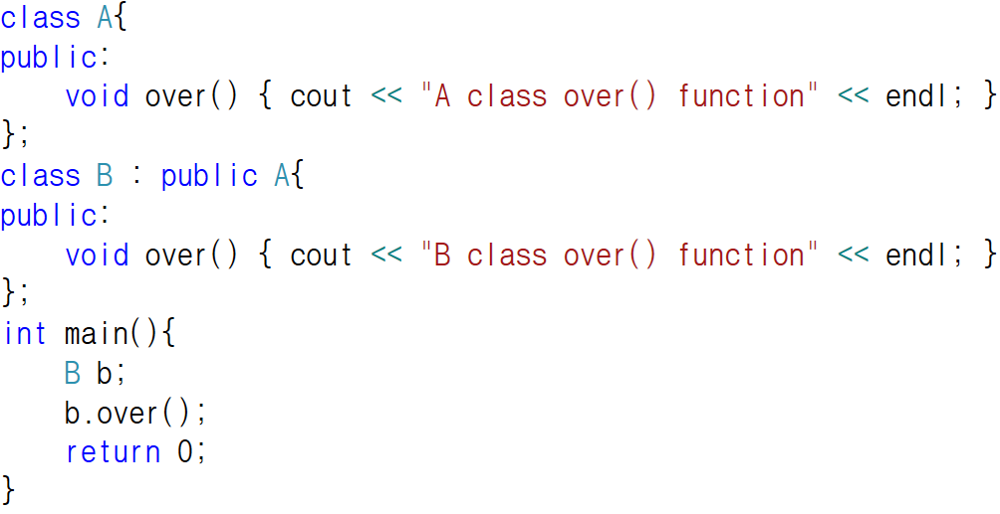 class A{
public:
    void over() { cout << "A class over() function" << endl; }
};
class B : public A{
public:
    void over() { cout << "B class over() function" << endl; }
};
int main(){
    B b;
    b.over();
    return 0;
}